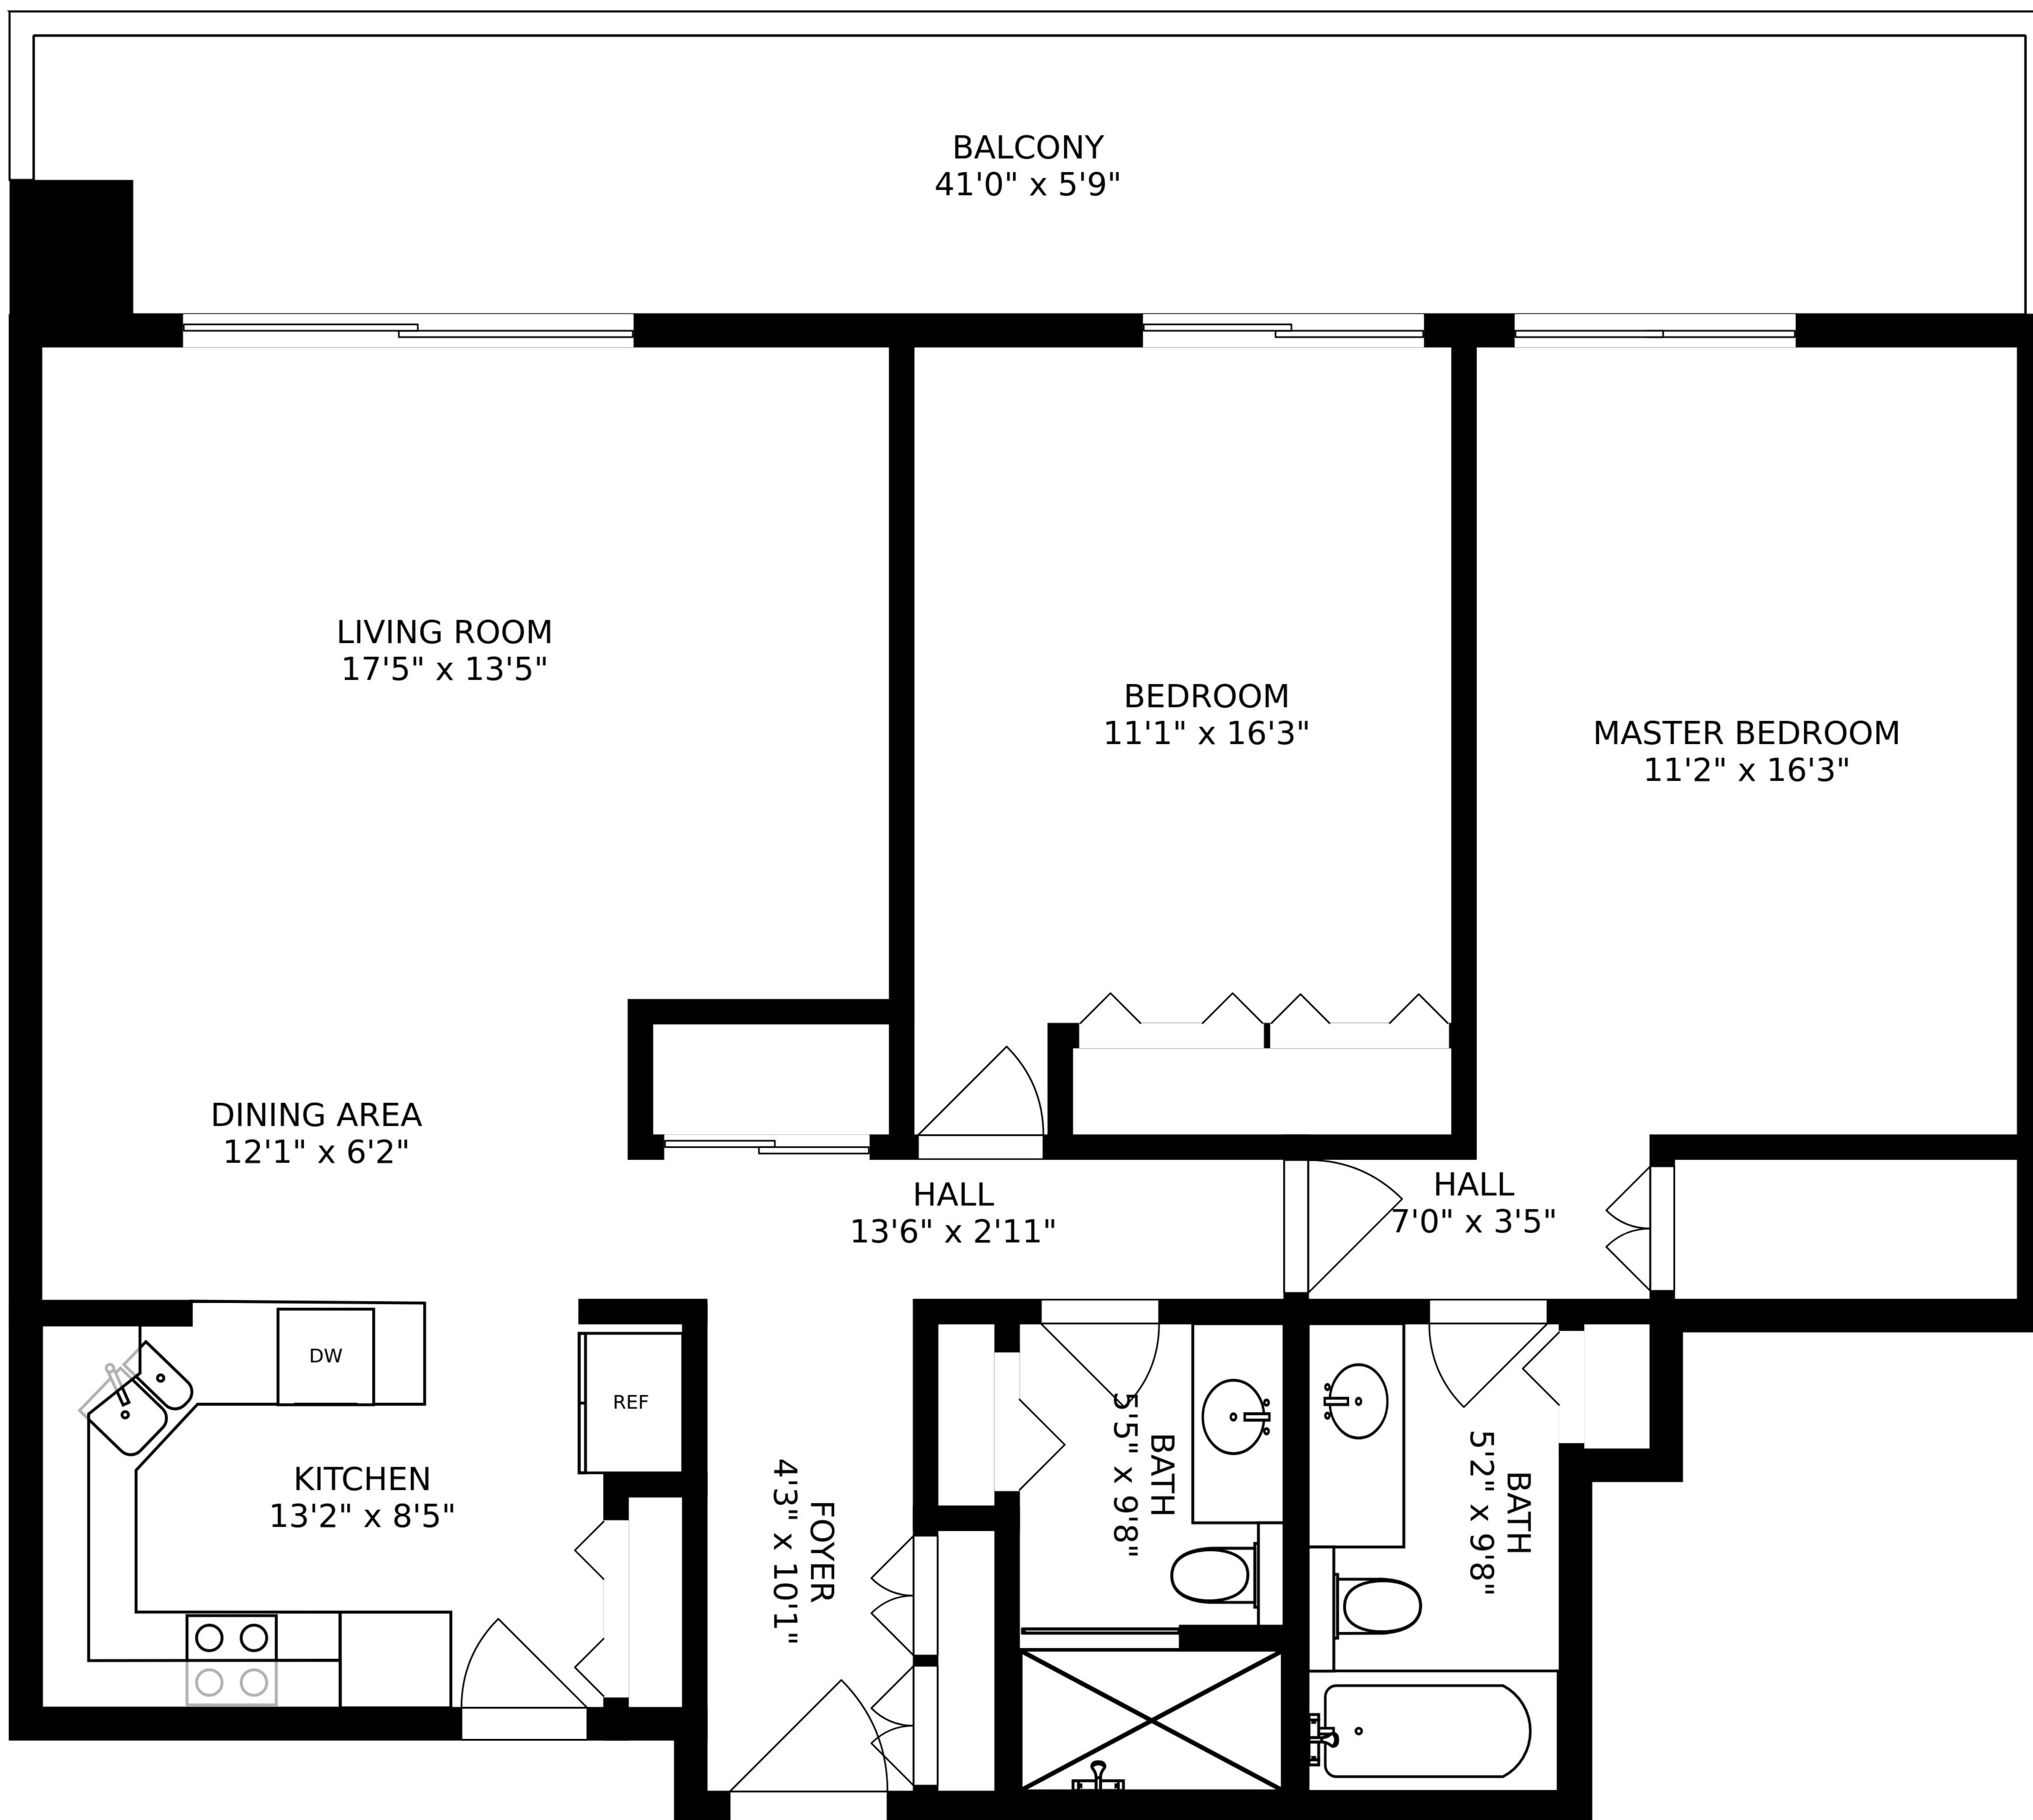 BALCONY
41'0" x 5'9"
LIVING ROOM
17'5" x 13'5"
BEDROOM
11'1" x 16'3"
MASTER BEDROOM
11'2" x 16'3"
DINING AREA
12'1" x 6'2"
HALL
13'6" x 2'11"
HALL
7'0" x 3'5"
DW
REF
KITCHEN
13'2" x 8'5"
FOYER
4'3" x 10'1"
BATH
5'5" x 9'8"
BATH
5'2" x 9'8"